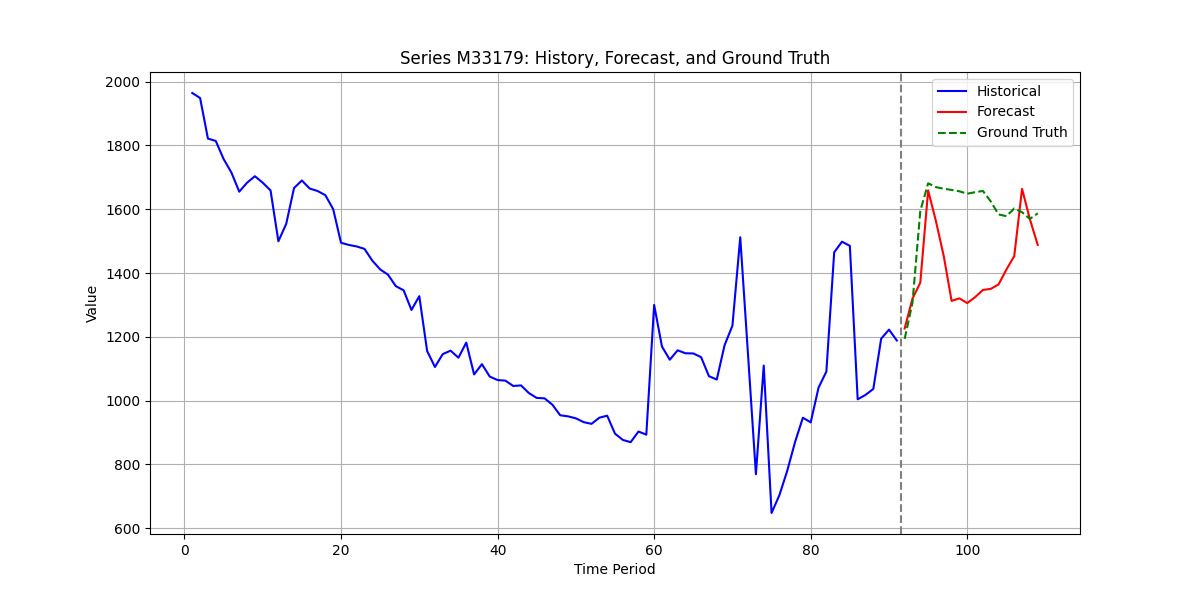 Series M33179: History, Forecast, and Ground Truth
Historical
Forecast
Ground Truth
Value
2000
1800
1600
1400
1200
1000
800
600
0 20 40 60 80 100
Time Period